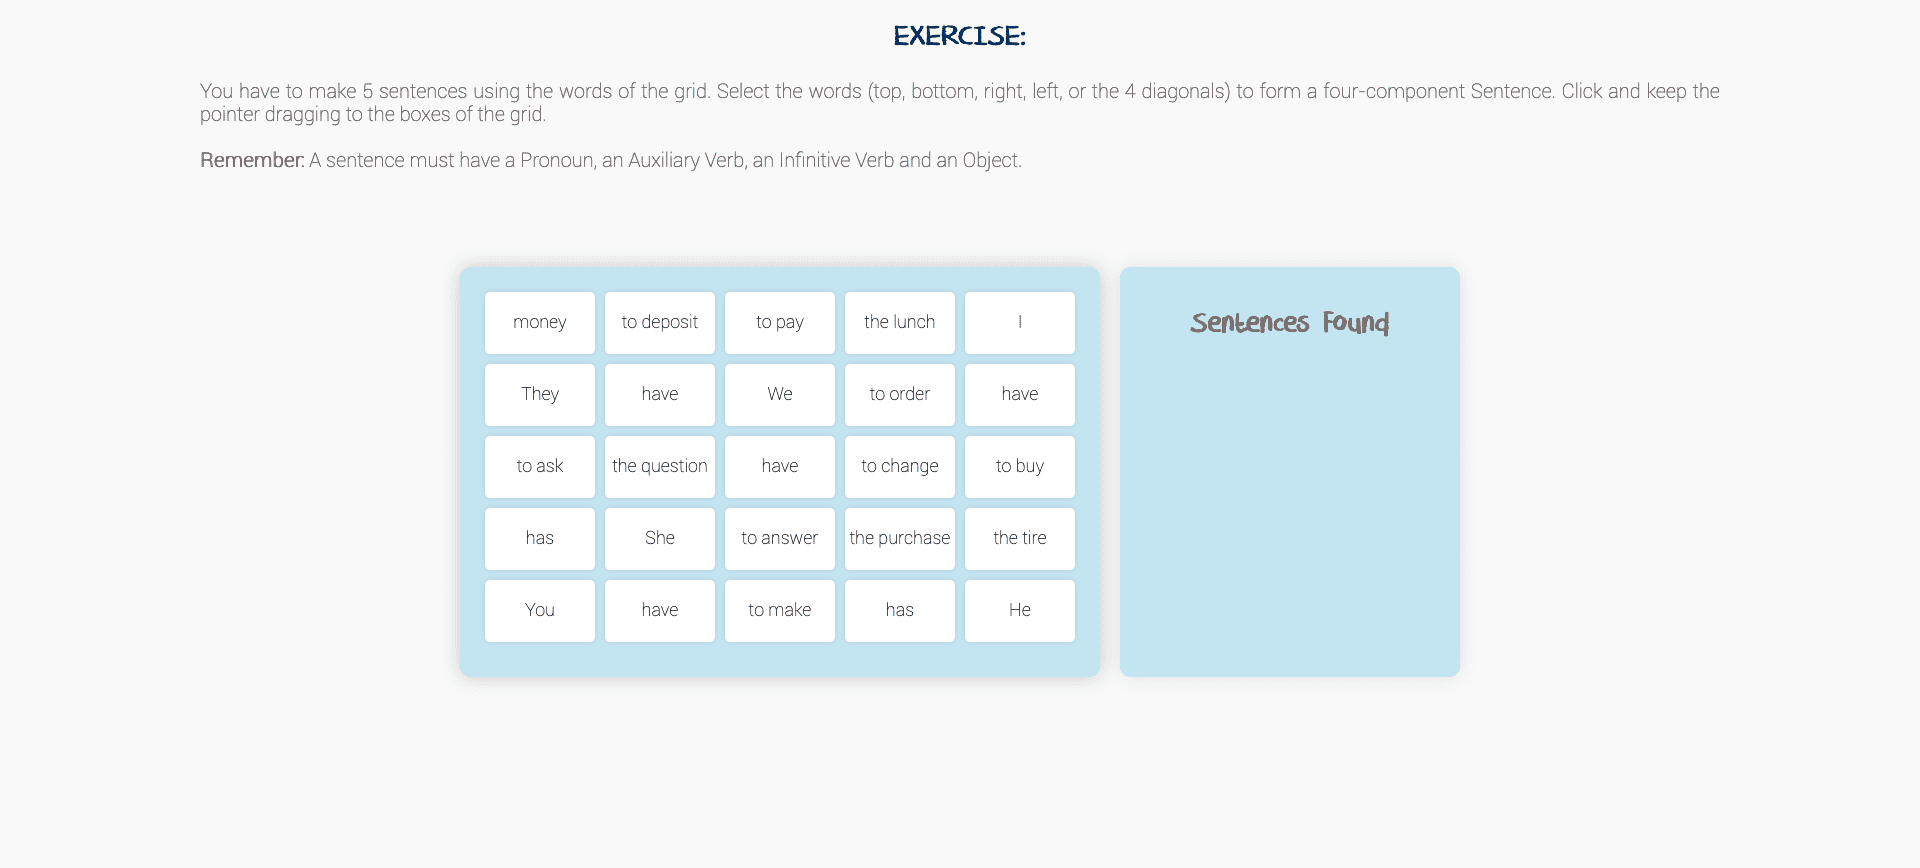 EXERCISE:
You have to make 5 sentences using the words of the grid. Select the words (top, bottom, right, left, or the 4 diagonals) to form a four-component Sentence. Click and keep the
pointer dragging to the boxes of the grid.
Remember: A sentence must have a Pronoun, an Auxiliary Verb, an Infinitive Verb and an Object.
money to deposit to pay the lunch I
They have We to order have
to ask the question have to change to buy
has She to answer the purchase the tire
You have to make has He
Sentences Found